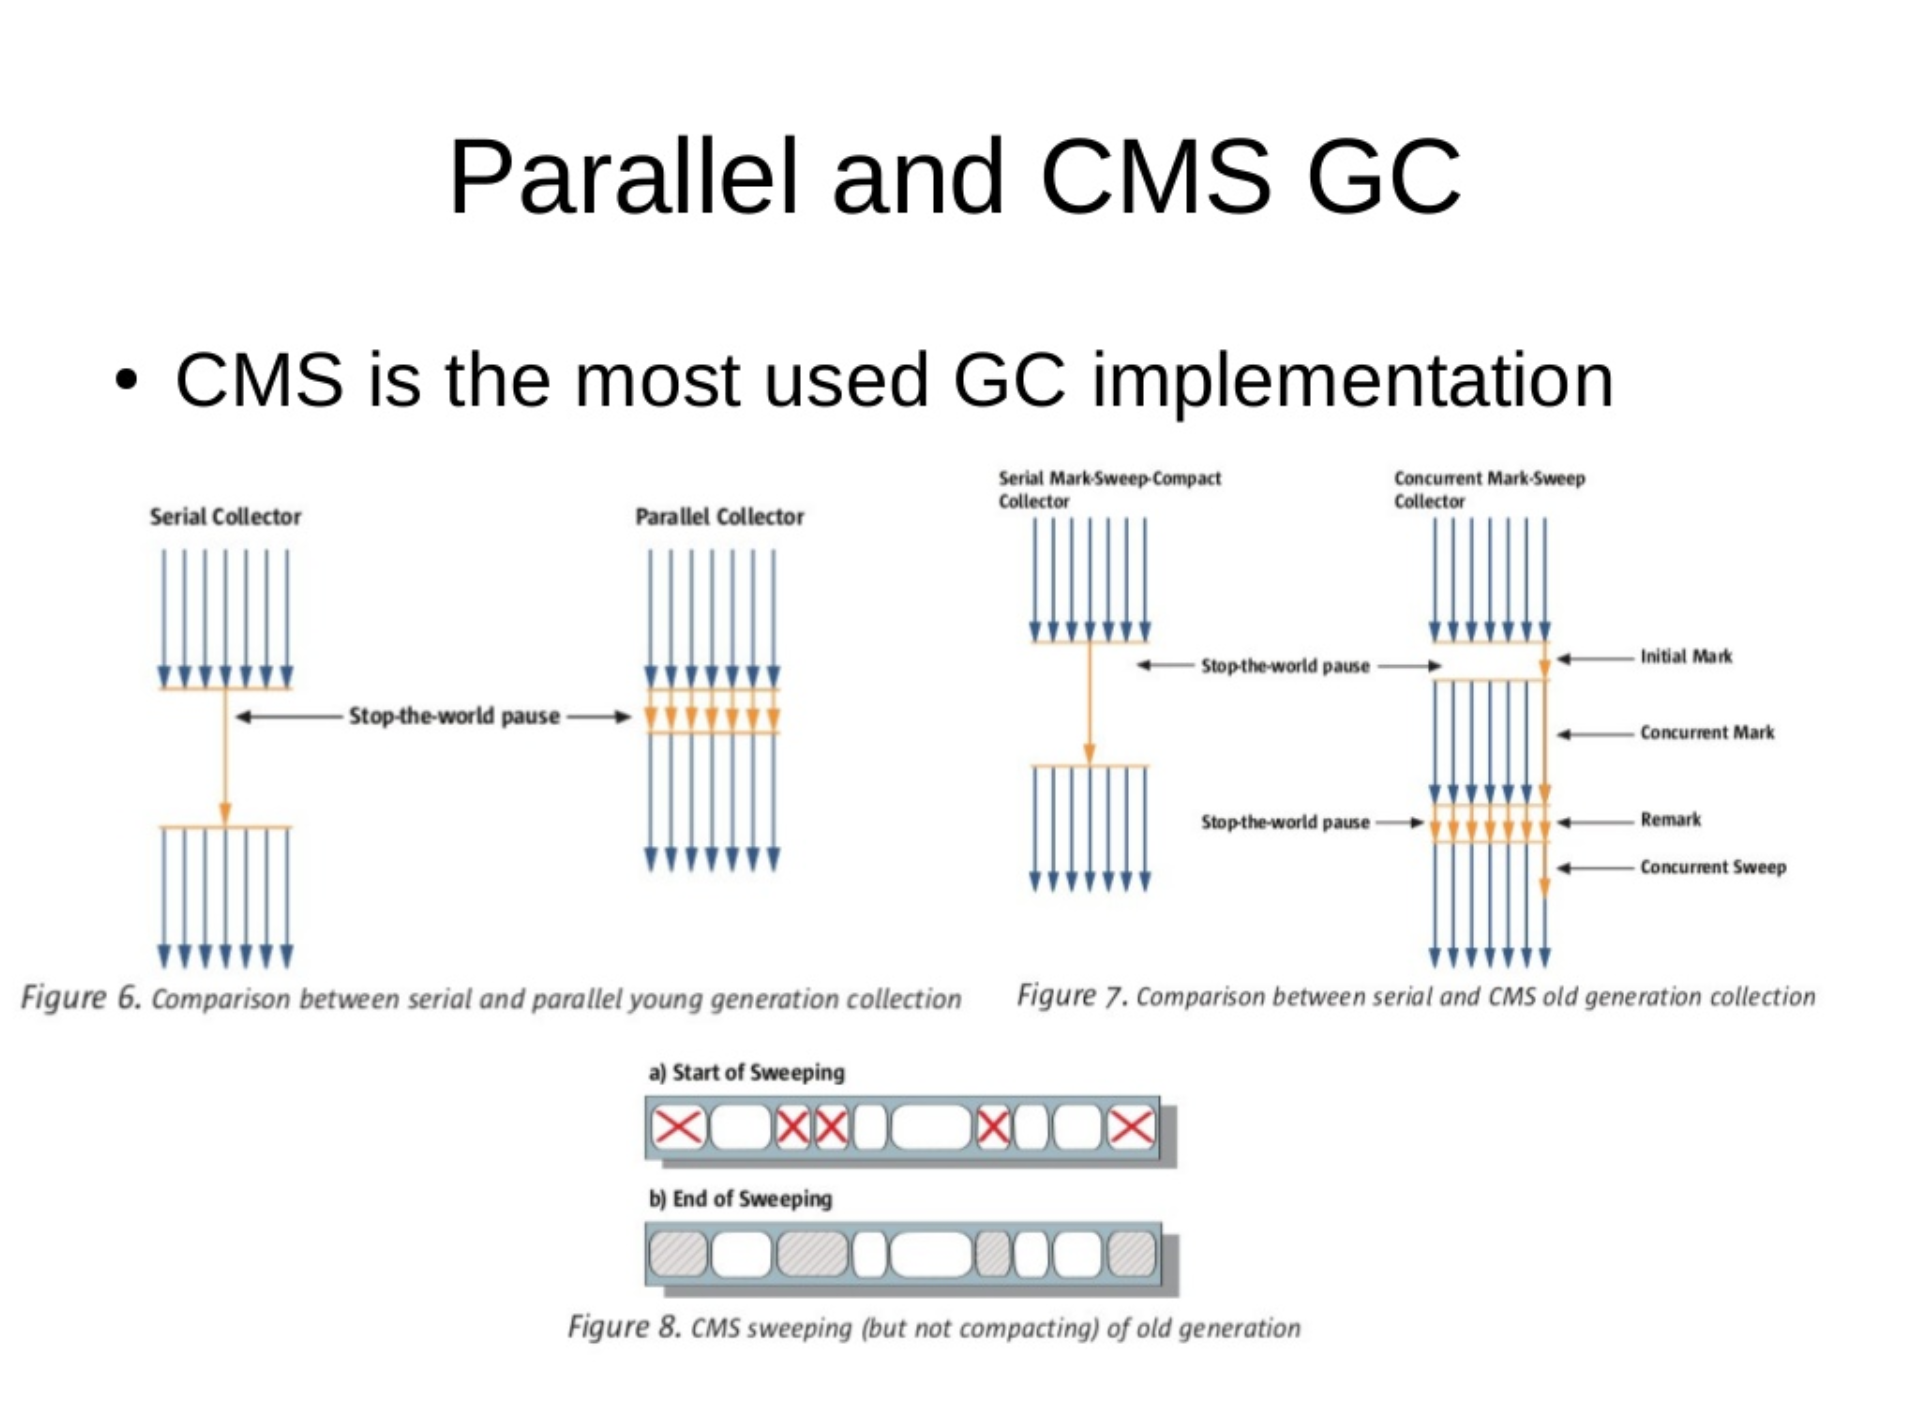 Parallel and CMS GC
• CMS is the most used GC implementation
Serial Collector
Parallel Collector
Stop-the-world pause
Figure 6. Comparison between serial and parallel young generation collection
Serial Mark-Sweep-Compact
Collector
Concurrent Mark-Sweep
Collector
Stop-the-world pause
Initial Mark
Concurrent Mark
Stop-the-world pause
Remark
Concurrent Sweep
Figure 7. Comparison between serial and CMS old generation collection
a) Start of Sweeping
b) End of Sweeping
Figure 8. CMS sweeping (but not compacting) of old generation